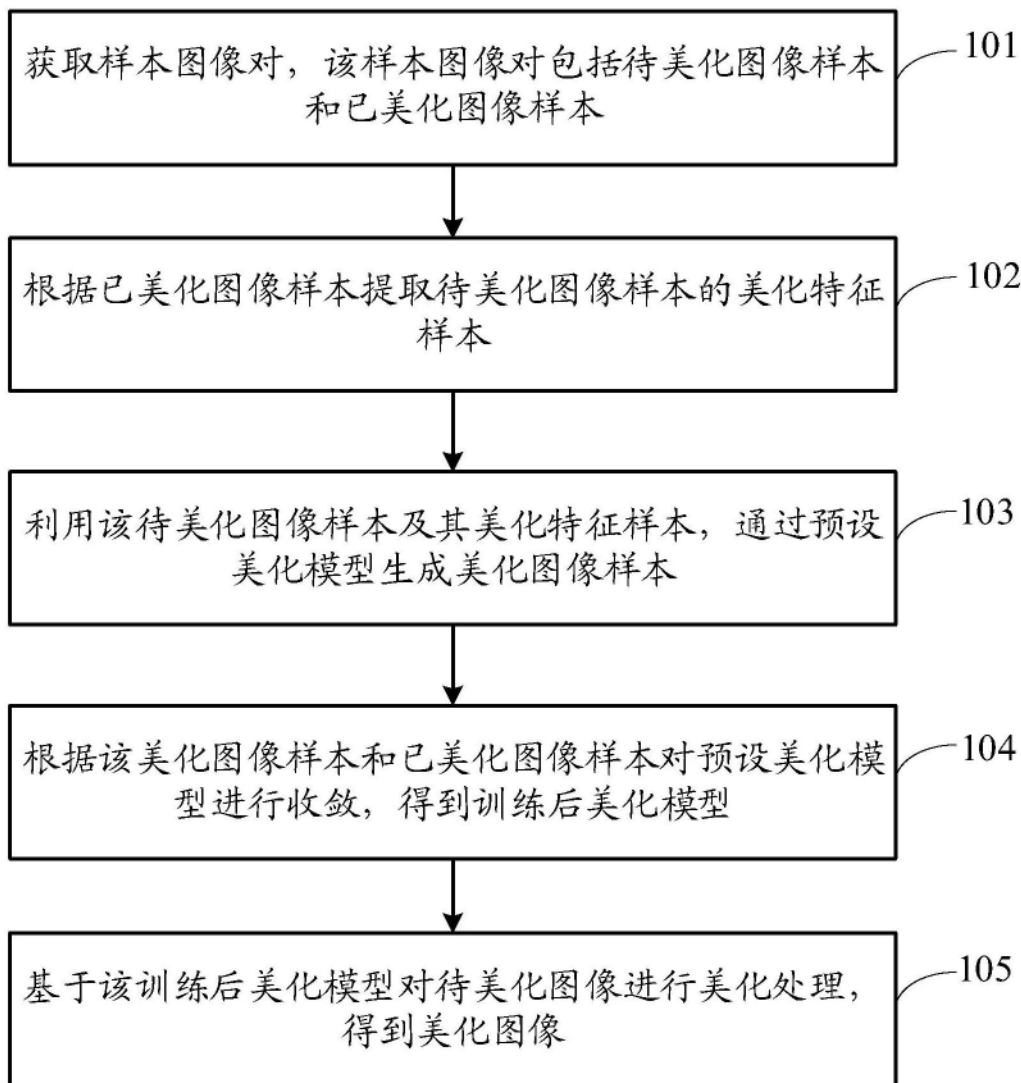 获取样本图像对，该样本图像对包括待美化图像样本
和已美化图像样本
101
根据已美化图像样本提取待美化图像样本的美化特征
样本
102
利用该待美化图像样本及其美化特征样本，通过预设
美化模型生成美化图像样本
103
根据该美化图像样本和已美化图像样本对预设美化模
型进行收敛，得到训练后美化模型
104
基于该训练后美化模型对待美化图像进行美化处理，
得到美化图像
105